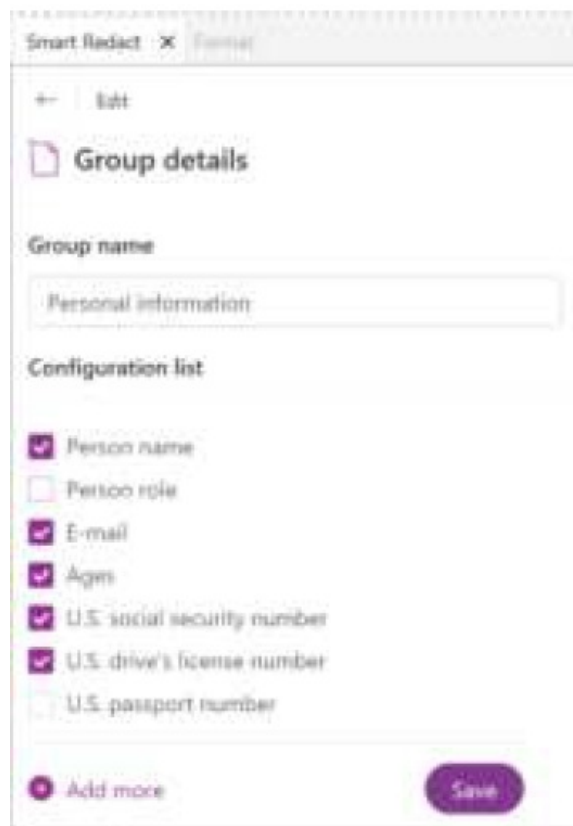 Smart Redact × Format
← Edit
Group details
Group name
Personal information
Configuration list
Person name
Person role
E-mail
Ages
U.S. social security number
U.S. drive's license number
U.S. passport number
Add more
Save